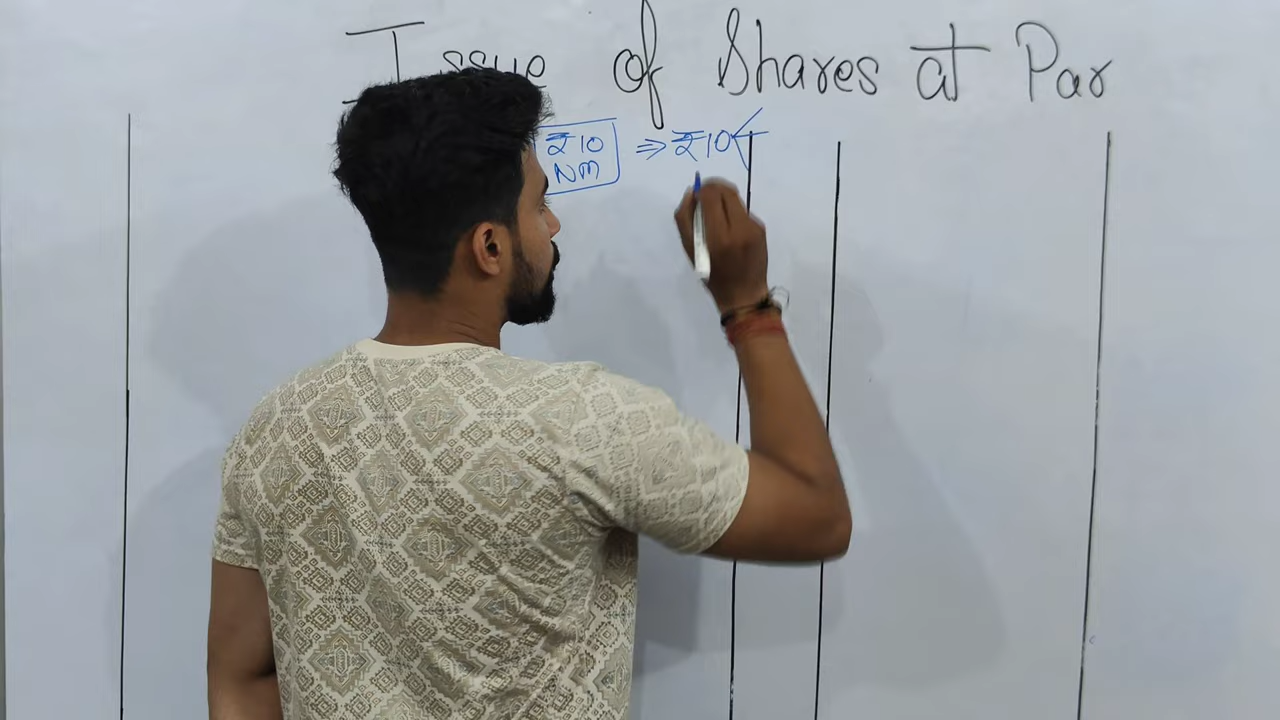 Issue of Shares at Par
₹10 ⇒ ₹10
NM